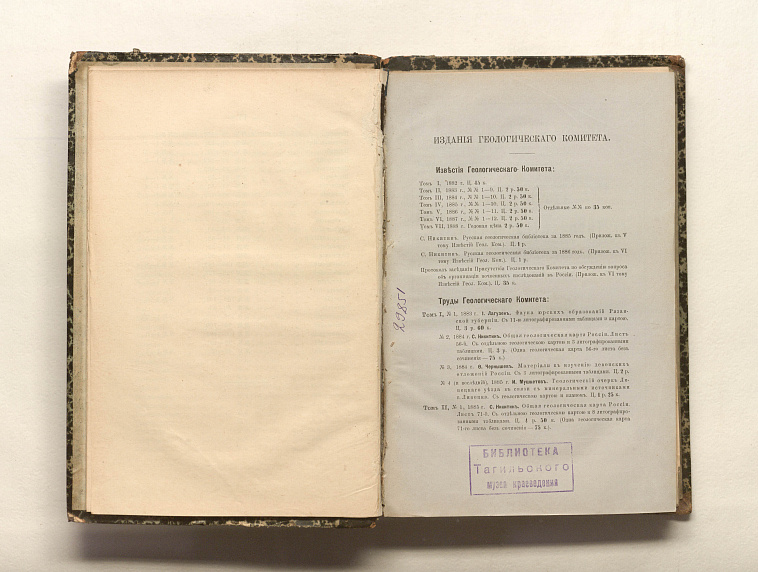 ИЗДАНІЯ ГЕОЛОГИЧЕСКАГО КОМИТЕТА.
Извѣстія Геологическаго Комитета:
Томъ I, 1882 г. Ц. 45 к.
Томъ II, 1883 г., №№ 1—9. Ц. 2 р. 50 к.
Томъ III, 1884 г., №№ 1—10. Ц. 2 р. 50 к.
Томъ IV, 1885 г., №№ 1—10. Ц. 2 р. 50 к.
Томъ V, 1886 г., №№ 1—11. Ц. 2 р. 50 к.
Томъ VI, 1887 г., №№ 1—12. Ц. 2 р. 50 к.
Томъ VII, 1888 г. Годовая цѣна 2 р. 50 к.
Отдѣльные №№ по 35 коп.
С. Никитинъ. Русская геологическая библіотека за 1885 годъ. (Прилож. къ V
тому Извѣстій Геол. Ком.). Ц. 1 р.
С. Никитинъ. Русская геологическая библіотека за 1886 годъ. (Прилож. къ VI
тому Извѣстій Геол. Ком.). Ц. 1 р.
Протоколъ засѣданія Присутствія Геологическаго Комитета по обсужденію вопроса
объ организаціи почвенныхъ изслѣдованій въ Россіи. (Прилож. къ VI тому
Извѣстій Геол. Ком.). Ц. 35 к.
Труды Геологическаго Комитета:
Томъ I, № 1, 1883 г. І. Лагузенъ. Фауна юрскихъ образованій Рязан-
ской губерніи. Съ 11-ю литографированными таблицами и картою.
Ц. 3 р. 60 к.
№ 2, 1884 г. С. Никитинъ. Общая геологическая карта Россіи. Листъ
56-й. Съ отдѣльною геологическою картою и 3 литографированными
таблицами. Ц. 3 р. (Одна геологическая карта 56-го листа безъ
сочиненія — 75 к.).
№ 3, 1884 г. Ѳ. Чернышевъ. Матеріалы къ изученію девонскихъ
отложеній Россіи. Съ 3 литографированными таблицами. Ц. 2 р.
№ 4 (и послѣдній), 1885 г. И. Мушкетовъ. Геологическій очеркъ Ли-
пецкаго уѣзда въ связи съ минеральными источниками
г. Липецка. Съ геологическою картою и планомъ. Ц. 1 р. 25 к.
Томъ II, № 1, 1885 г. С. Никитинъ. Общая геологическая карта Россіи.
Листъ 71-й. Съ отдѣльною геологическою картою и 8 литографиро-
ванными таблицами. Ц. 4 р. 50 к. (Одна геологическая карта
71-го листа безъ сочиненія — 75 к.).
29851
БИБЛИОТЕКА
Тагильского
музея краеведения